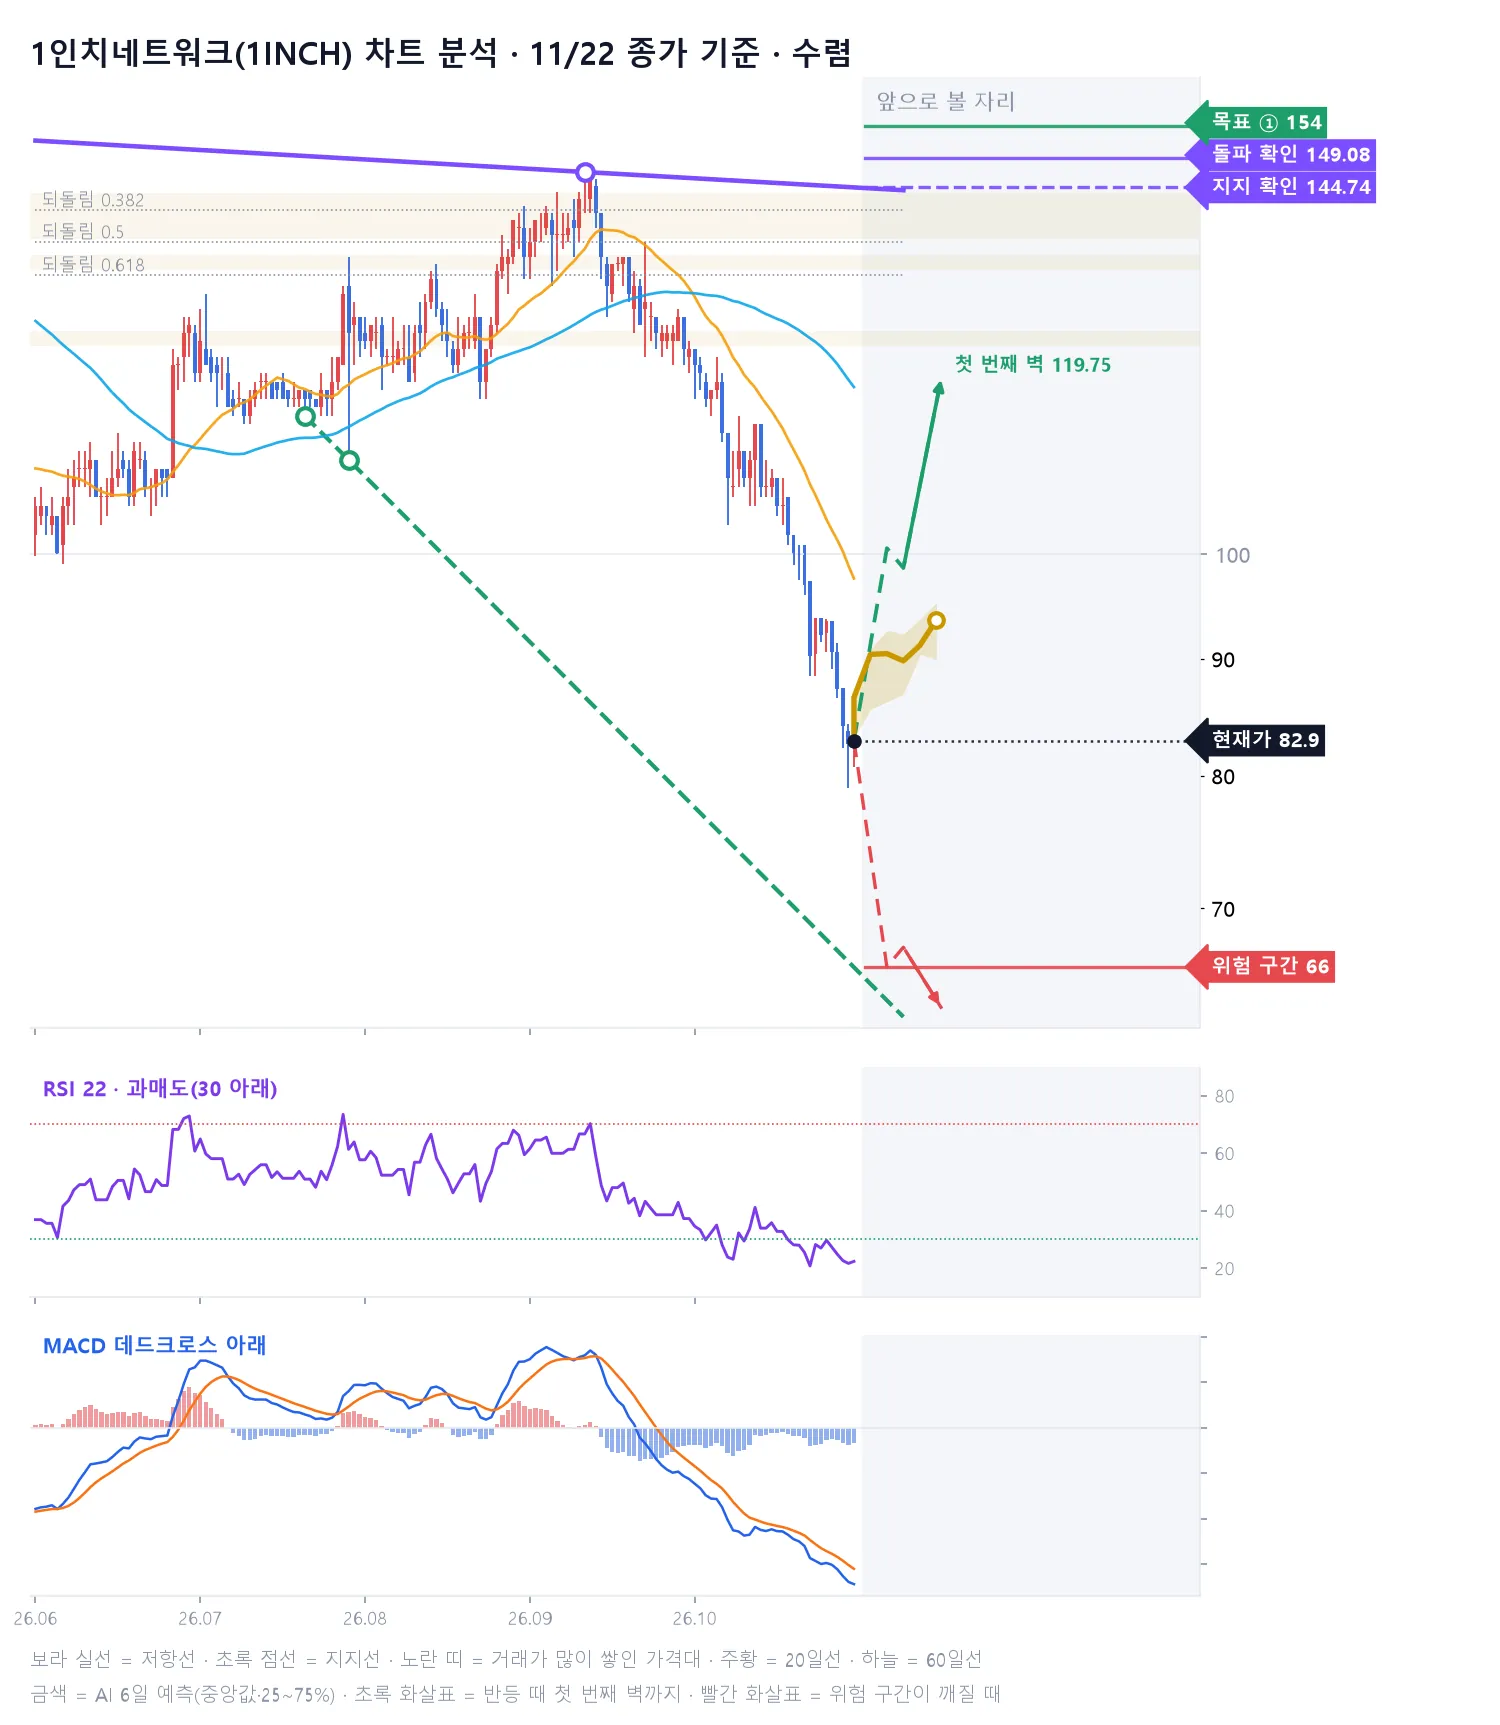 1인치네트워크(1INCH) 차트 분석 · 11/22 종가 기준 · 수렴
앞으로 볼 자리
목표 ① 154
돌파 확인 149.08
지지 확인 144.74
되돌림 0.382
되돌림 0.5
되돌림 0.618
첫 번째 벽 119.75
100
90
현재가 82.9
80
70
위험 구간 66
RSI 22 · 과매도(30 아래)
80
60
40
20
MACD 데드크로스 아래
26.06 26.07 26.08 26.09 26.10
보라 실선 = 저항선 · 초록 점선 = 지지선 · 노란 띠 = 거래가 많이 쌓인 가격대 · 주황 = 20일선 · 하늘 = 60일선
금색 = AI 6일 예측(중앙값·25~75%) · 초록 화살표 = 반등 때 첫 번째 벽까지 · 빨간 화살표 = 위험 구간이 깨질 때